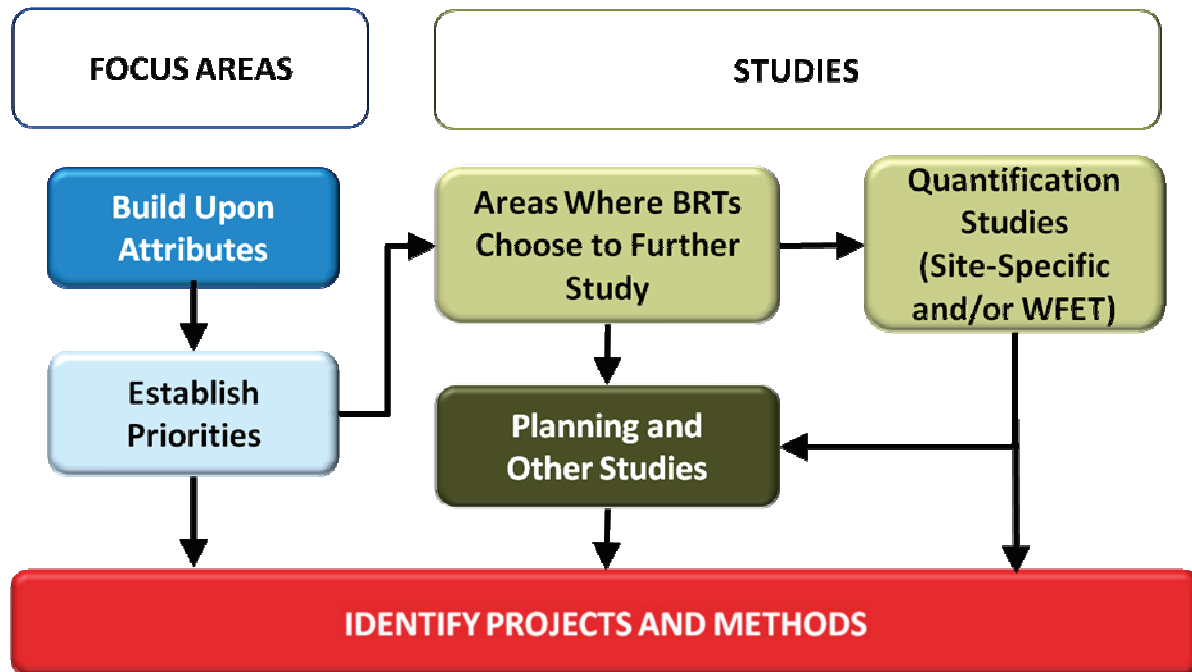 FOCUS AREAS
STUDIES
Build Upon
Attributes
Establish
Priorities
Areas Where BRTs
Choose to Further
Study
Quantification
Studies
(Site-Specific
and/or WFET)
Planning and
Other Studies
IDENTIFY PROJECTS AND METHODS